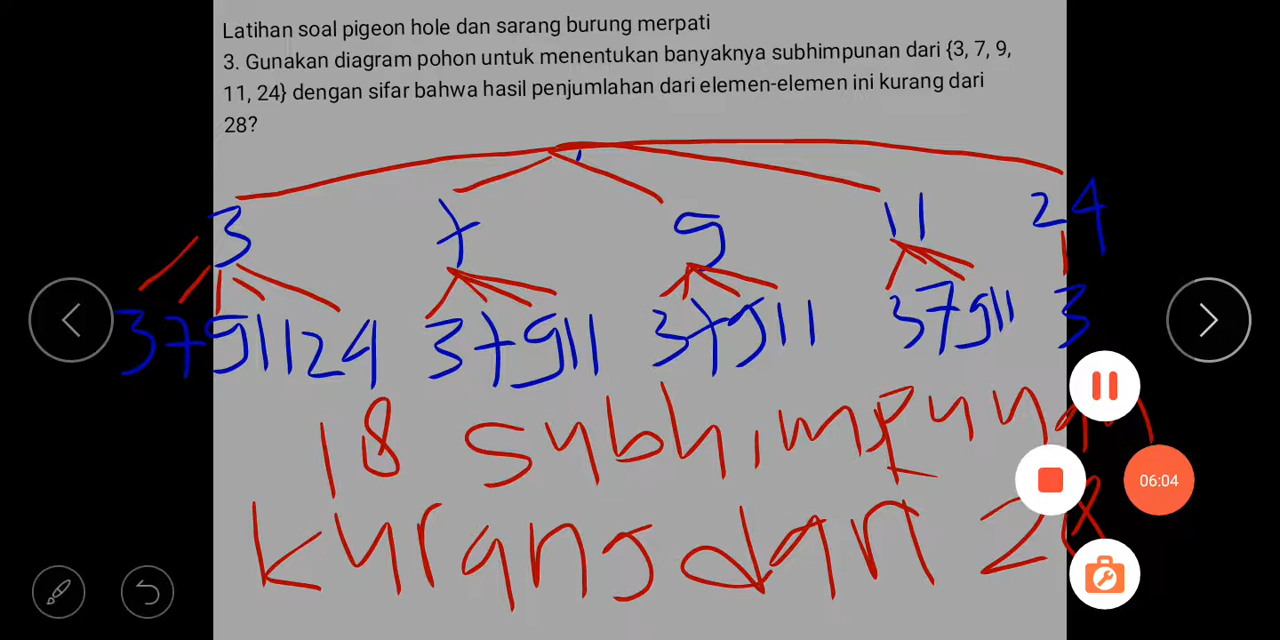 Latihan soal pigeon hole dan sarang burung merpati
3. Gunakan diagram pohon untuk menentukan banyaknya subhimpunan dari {3, 7, 9,
11, 24} dengan sifar bahwa hasil penjumlahan dari elemen-elemen ini kurang dari
28?
3 7 9 11 24
3 7 9 11 24 3 7 9 11 3 7 9 11 3 7 9 11 3
18 subhimpunan
kurang dari 28
06:04